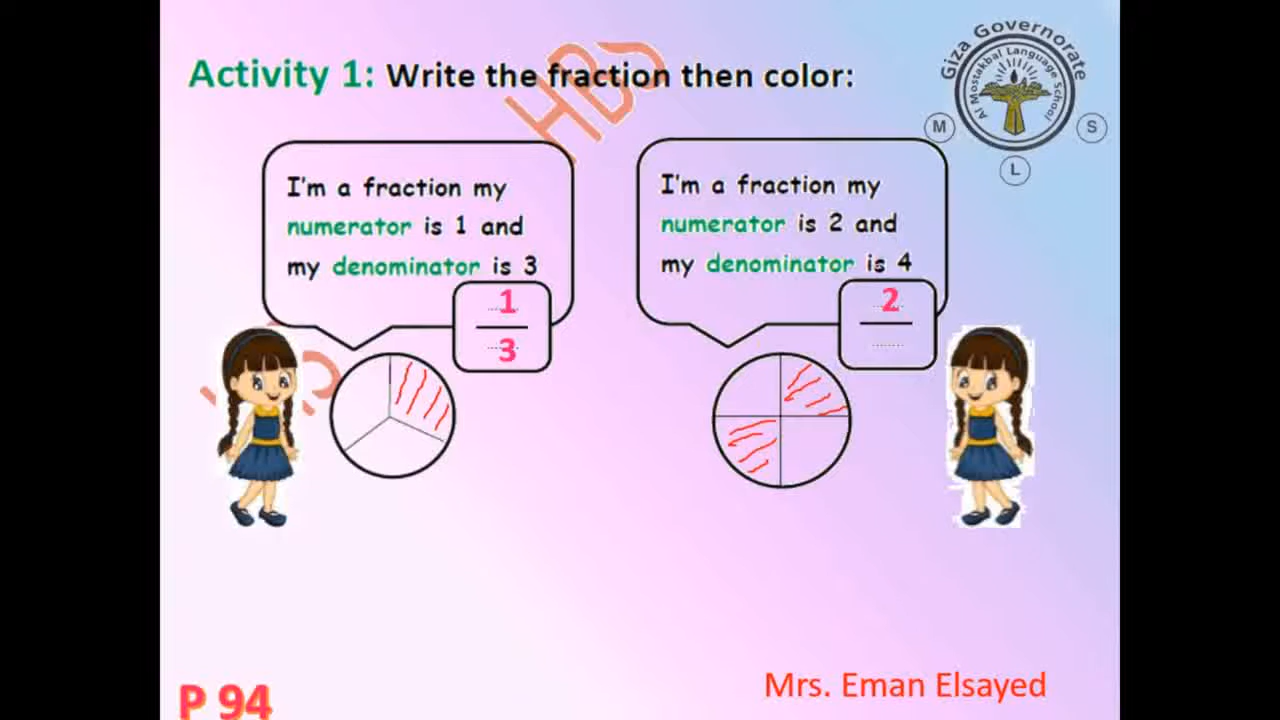 Giza Governorate
Al Mostakbal Language School
M
S
L
Activity 1: Write the fraction then color:
HBS
I'm a fraction my
numerator is 1 and
my denominator is 3
1
3
I'm a fraction my
numerator is 2 and
my denominator is 4
2
........
P 94
Mrs. Eman Elsayed